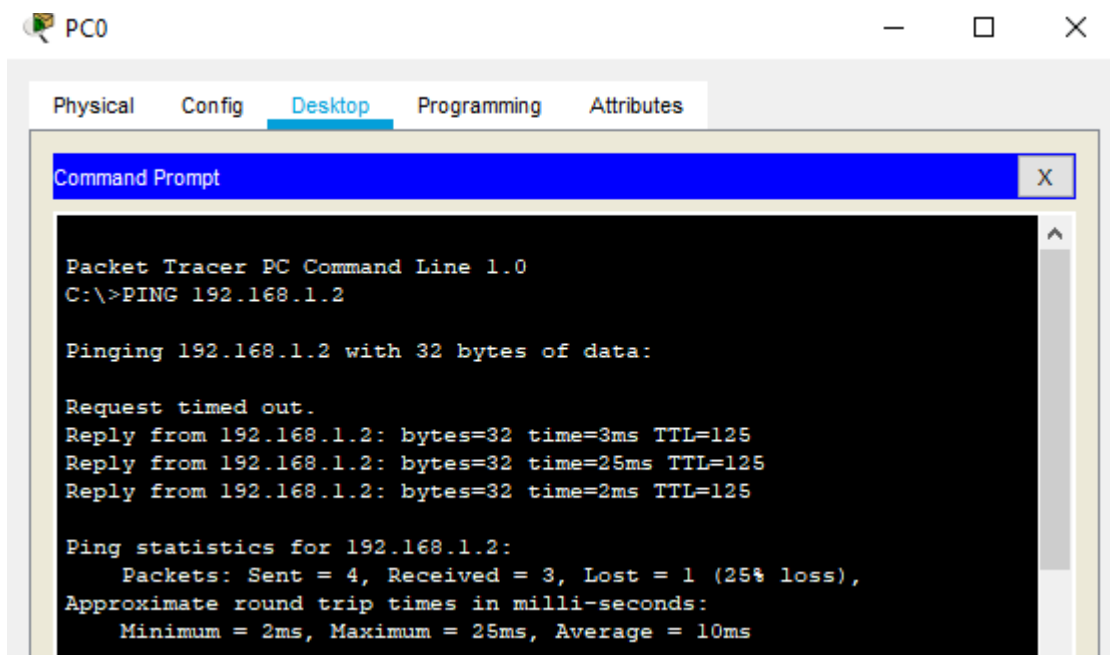 PC0
Physical Config Desktop Programming Attributes
Command Prompt
X
Packet Tracer PC Command Line 1.0
C:\>PING 192.168.1.2
Pinging 192.168.1.2 with 32 bytes of data:
Request timed out.
Reply from 192.168.1.2: bytes=32 time=3ms TTL=125
Reply from 192.168.1.2: bytes=32 time=25ms TTL=125
Reply from 192.168.1.2: bytes=32 time=2ms TTL=125
Ping statistics for 192.168.1.2:
Packets: Sent = 4, Received = 3, Lost = 1 (25% loss),
Approximate round trip times in milli-seconds:
Minimum = 2ms, Maximum = 25ms, Average = 10ms